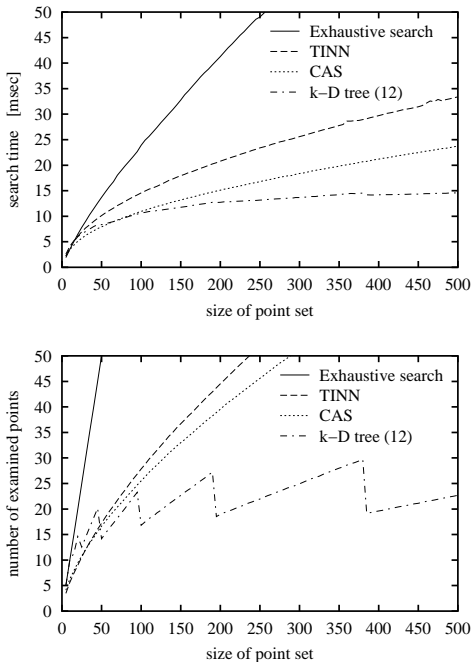 50
45
40
35
30
25
20
15
10
5
0
search time [msec]
Exhaustive search
TINN
CAS
k–D tree (12)
0 50 100 150 200 250 300 350 400 450 500
size of point set
50
45
40
35
30
25
20
15
10
5
0
number of examined points
Exhaustive search
TINN
CAS
k–D tree (12)
0 50 100 150 200 250 300 350 400 450 500
size of point set